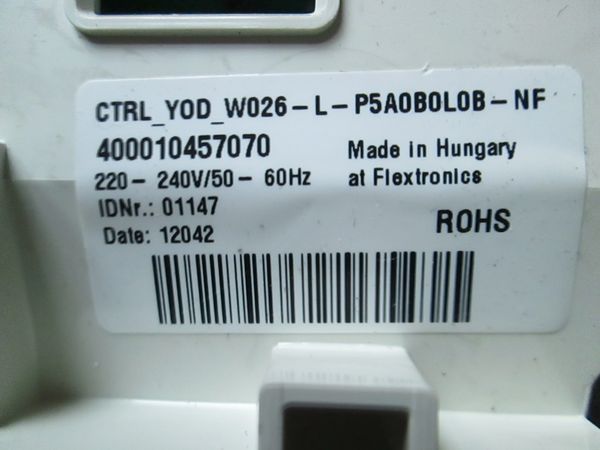 CTRL_YOD_W026-L-P5A0B0L0B-NF
400010457070
Made in Hungary
220-240V/50-60Hz
at Flextronics
IDNr.: 01147
ROHS
Date: 12042